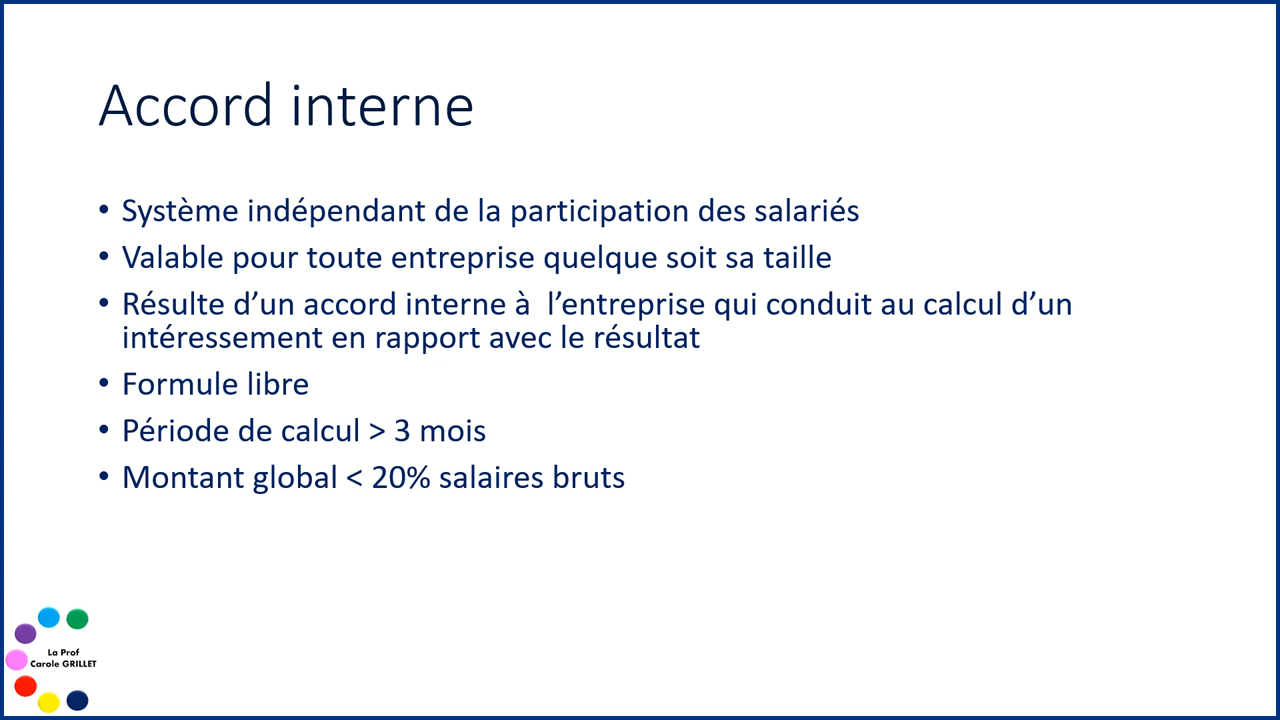 Accord interne
• Système indépendant de la participation des salariés
• Valable pour toute entreprise quelque soit sa taille
• Résulte d’un accord interne à  l’entreprise qui conduit au calcul d’un
intéressement en rapport avec le résultat
• Formule libre
• Période de calcul > 3 mois
• Montant global < 20% salaires bruts
La Prof
Carole GRILLET